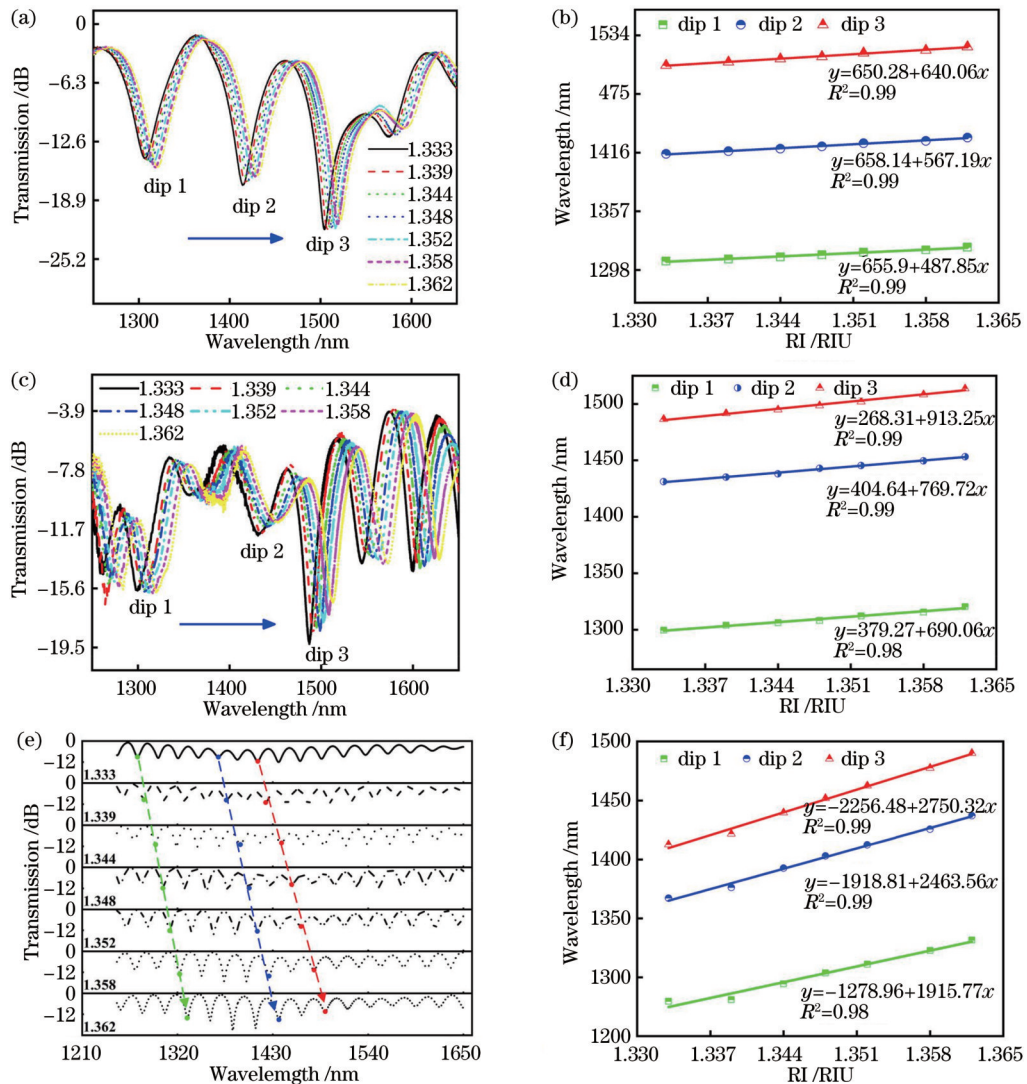 (a)
0
−6.3
−12.6
−18.9
−25.2
Transmission /dB
dip 1
dip 2
dip 3
1.333
1.339
1.344
1.348
1.352
1.358
1.362
1300 1400 1500 1600
Wavelength /nm
(b)
dip 1 dip 2 dip 3
1534
475
1416
1357
1298
Wavelength/nm
y=650.28+640.06x
R²=0.99
y=658.14+567.19x
R²=0.99
y=655.9+487.85x
R²=0.99
1.330 1.337 1.344 1.351 1.358 1.365
RI /RIU
(c)
1.333 1.339 1.344
1.348 1.352 1.358
1.362
−3.9
−7.8
−11.7
−15.6
−19.5
Transmission /dB
dip 1
dip 2
dip 3
1300 1400 1500 1600
Wavelength /nm
(d)
dip 1 dip 2 dip 3
1500
1450
1400
1300
Wavelength /nm
y=268.31+913.25x
R²=0.99
y=404.64+769.72x
R²=0.99
y=379.27+690.06x
R²=0.98
1.330 1.337 1.344 1.351 1.358 1.365
RI /RIU
(e)
0
−12
1.333
0
−12
1.339
0
−12
1.344
0
−12
1.348
0
−12
1.352
0
−12
1.358
0
−12
1.362
Transmission /dB
1210 1320 1430 1540 1650
Wavelemgth /nm
(f)
dip 1 dip 2 dip 3
1500
1450
1400
1300
1200
Wavelength /nm
y=−2256.48+2750.32x
R²=0.99
y=−1918.81+2463.56x
R²=0.99
y=−1278.96+1915.77x
R²=0.98
1.330 1.337 1.344 1.351 1.358 1.365
RI /RIU